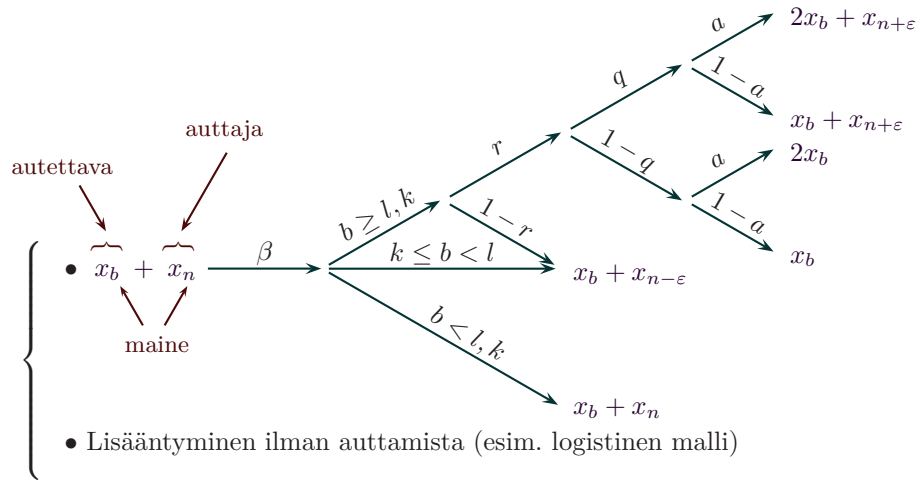 a
2x_b + x_{n+ε}
1 − a
q
x_b + x_{n+ε}
auttaja
r
a
2x_b
autettava
1 − q
1 − a
b ≥ l, k
1 − r
x_b
• x_b + x_n
β
k ≤ b < l
x_b + x_{n−ε}
maine
b < l, k
x_b + x_n
• Lisääntyminen ilman auttamista (esim. logistinen malli)